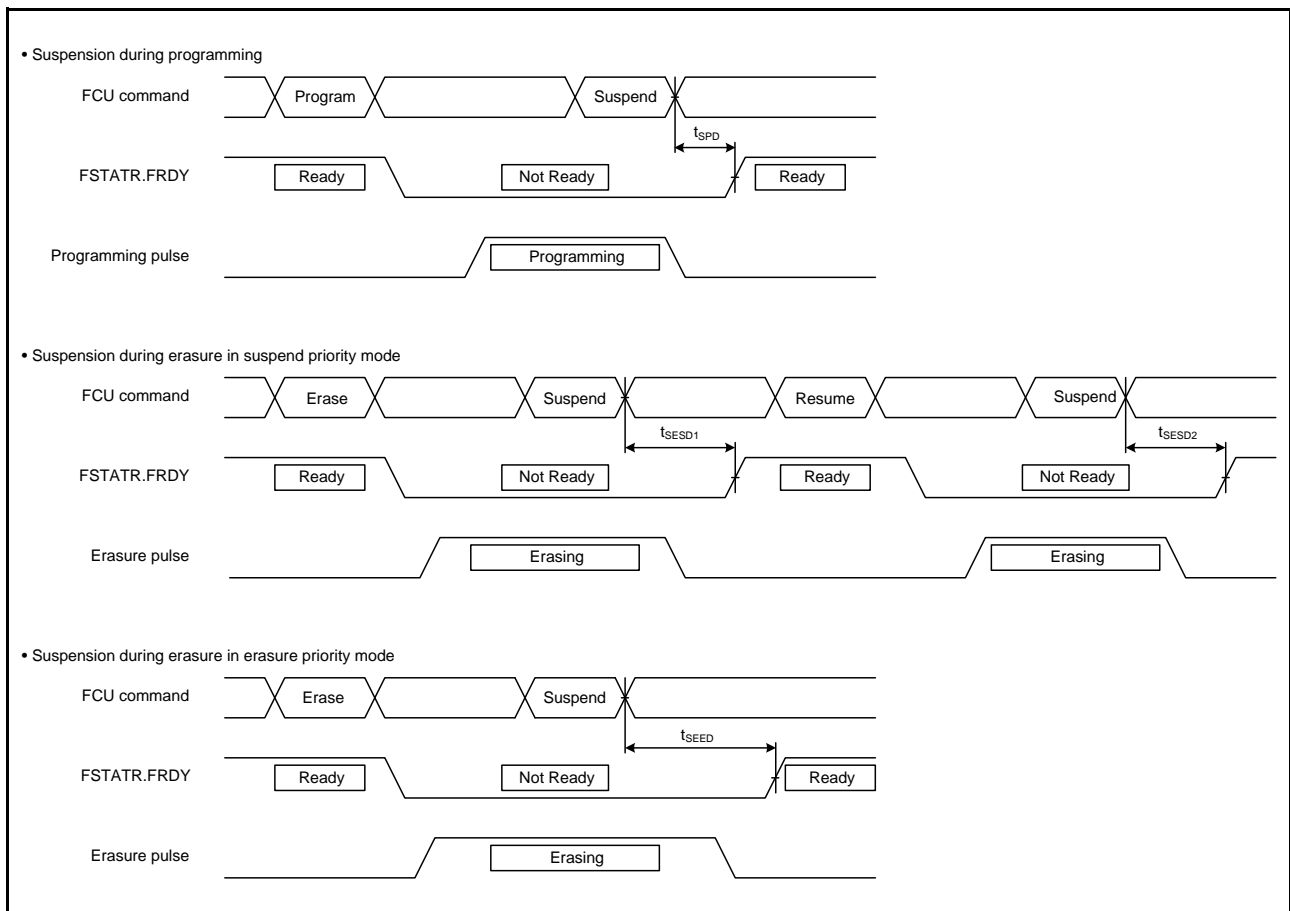 • Suspension during programming
FCU command
Program
Suspend
tSPD
FSTATR.FRDY
Ready
Not Ready
Ready
Programming pulse
Programming
• Suspension during erasure in suspend priority mode
FCU command
Erase
Suspend
Resume
Suspend
tSESD1
tSESD2
FSTATR.FRDY
Ready
Not Ready
Ready
Not Ready
Erasure pulse
Erasing
Erasing
• Suspension during erasure in erasure priority mode
FCU command
Erase
Suspend
tSEED
FSTATR.FRDY
Ready
Not Ready
Ready
Erasure pulse
Erasing